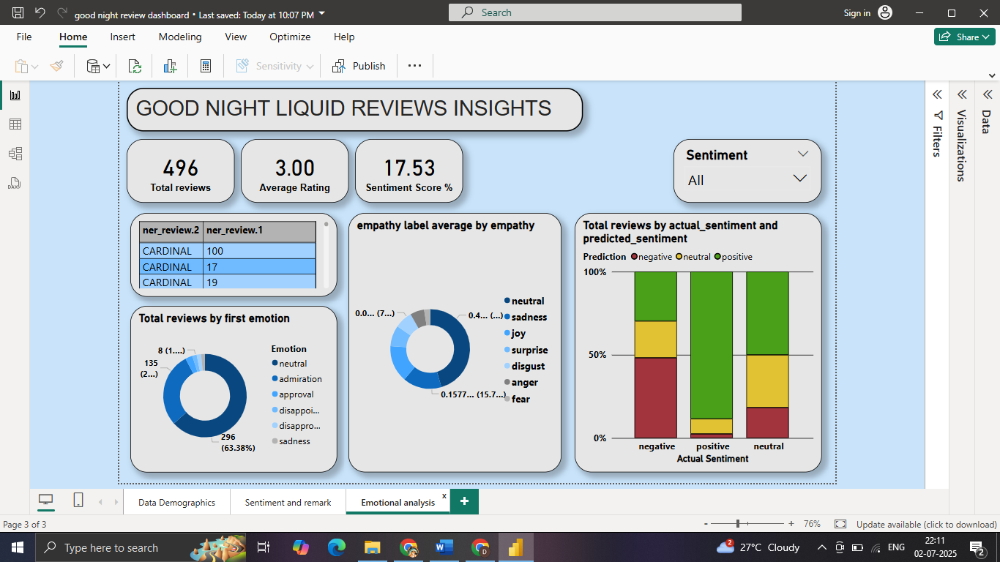 good night review dashboard • Last saved: Today at 10:07 PM
Search
Sign in
File
Home
Insert
Modeling
View
Optimize
Help
Share
Sensitivity
Publish
GOOD NIGHT LIQUID REVIEWS INSIGHTS
496
Total reviews
3.00
Average Rating
17.53
Sentiment Score %
Sentiment
All
ner_review.2 ner_review.1
CARDINAL 100
CARDINAL 17
CARDINAL 19
Total reviews by first emotion
8 (1....)
135
(2...)
296
(63.38%)
Emotion
neutral
admiration
approval
disappoi...
disappro...
sadness
empathy label average by empathy
0.0... (7...)
0.4... (...)
0.1577... (15.7...)
neutral
sadness
joy
surprise
disgust
anger
fear
Total reviews by actual_sentiment and
predicted_sentiment
Prediction negative neutral positive
100%
50%
0%
negative positive neutral
Actual Sentiment
Filters
Visualizations
Data
DAX
Data Demographics
Sentiment and remark
Emotional analysis
x
+
Page 3 of 3
- + 76%
Update available (click to download)
Type here to search
2
27°C Cloudy
ENG
22:11
02-07-2025
2